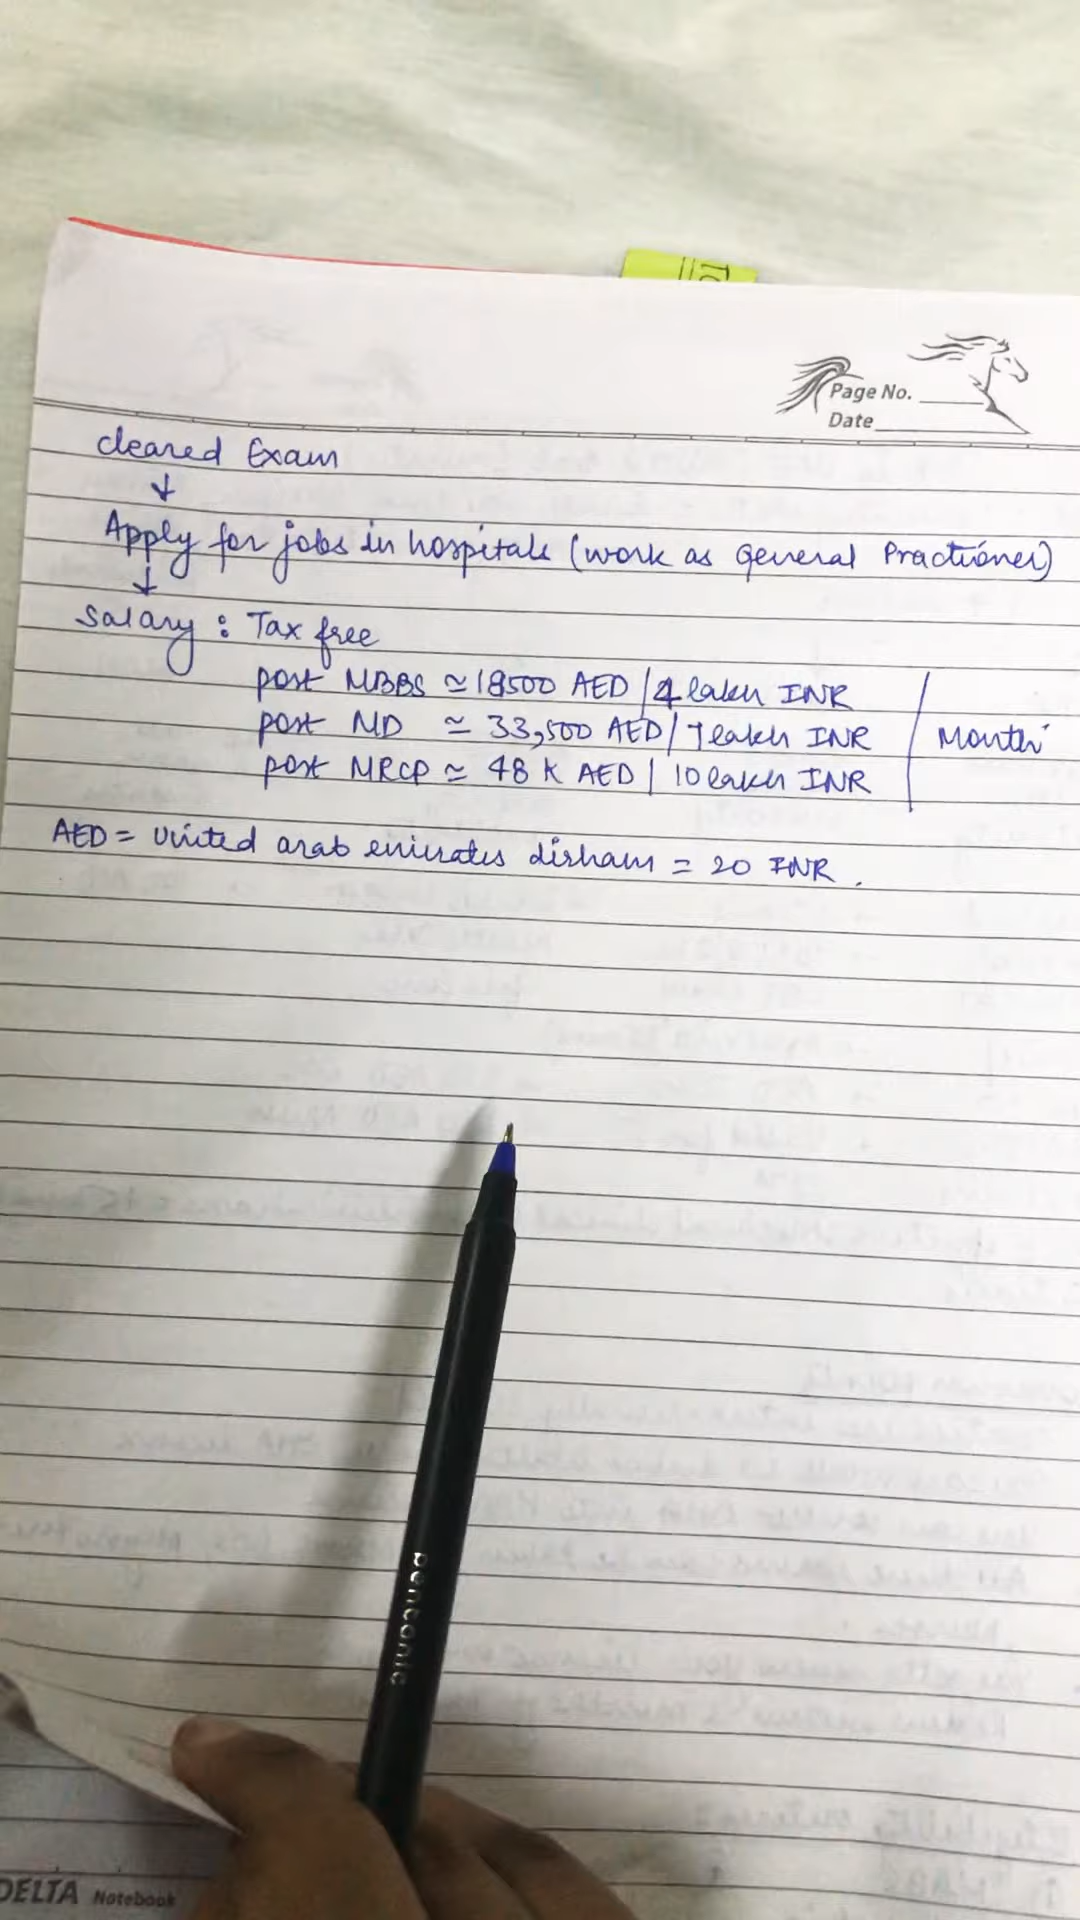 Page No.
Date
cleared Exam
↓
Apply for jobs in hospitals (work as General Practioner)
↓
Salary : Tax free
post MBBS ≃ 18500 AED / 4 lakh INR
post MD ≃ 33,500 AED / 7 lakh INR
Month
post MRCP ≃ 48 K AED | 10 lakh INR
AED = United arab emirates dirham = 20 INR.
pentonic
DELTA Notebook